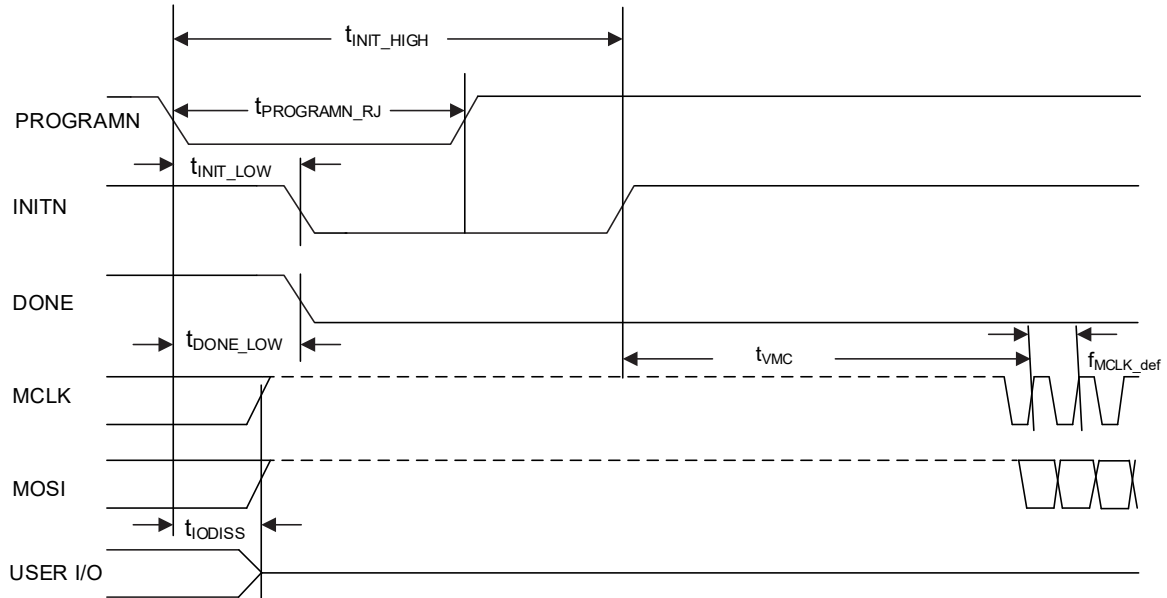 tINIT_HIGH
tPROGRAMN_RJ
PROGRAMN
tINIT_LOW
INITN
DONE
tDONE_LOW
tVMC
fMCLK_def
MCLK
MOSI
tIODISS
USER I/O